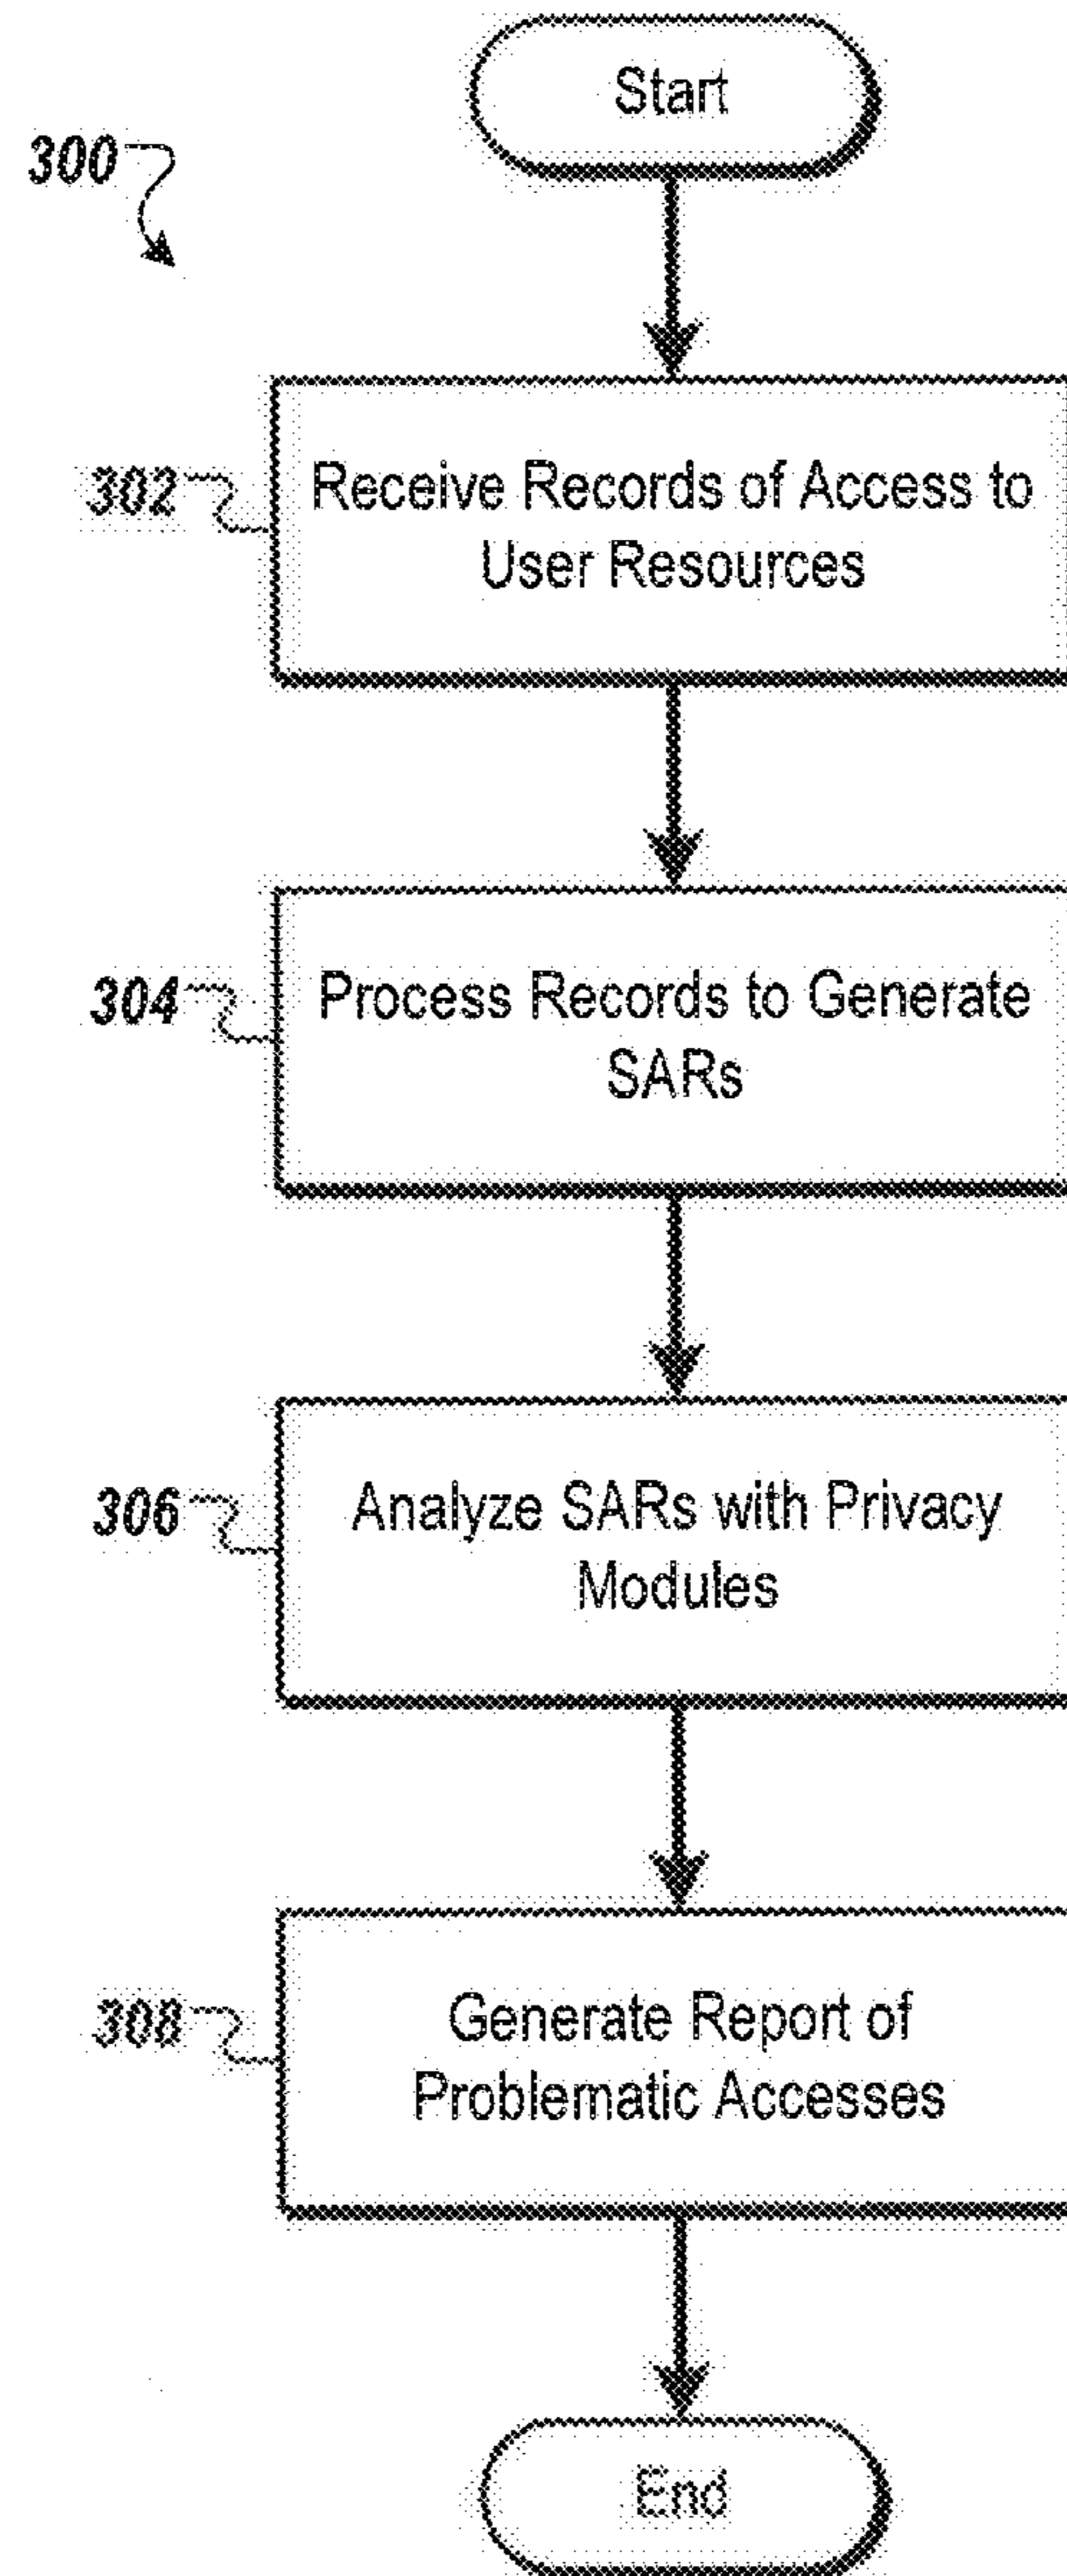 Start
300
302
Receive Records of Access to
User Resources
304
Process Records to Generate
SARs
306
Analyze SARs with Privacy
Modules
308
Generate Report of
Problematic Accesses
End